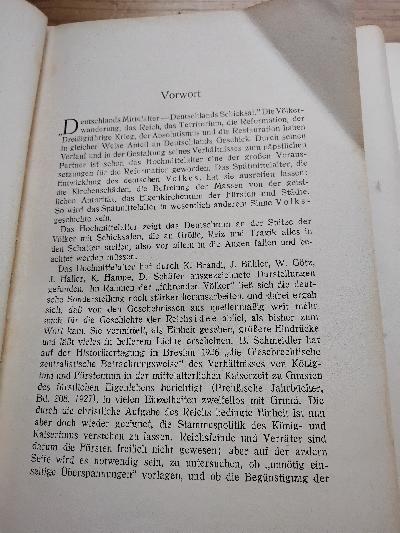 Vorwort
„Deutschlands Mittelalter — Deutschlands Schicksal.“ Die Völker-
wanderung, das Reich, das Territorium, die Reformation, der
Dreißigjährige Krieg, der Absolutismus und die Restauration haben
in gleicher Weise Anteil an Deutschlands Geschick. Durch seinen
Verlauf und in der Gestaltung seines Verhältnisses zum päpstlichen
Partner ist schon das Hochmittelalter eine der großen Voraus-
setzungen für die Reformation geworden. Das Spätmittelalter, die
Entwicklung des deutschen Volkes, hat sie ausreifen lassen:
die Kirchenschäden, die Befreiung der Massen von der geist-
lichen Autorität, das Eigenkirchentum der Fürsten und Städte.
So wird das Spätmittelalter in wesentlich anderem Sinne Volks-
geschichte sein.
Das Hochmittelalter zeigt das Deutschtum an der Spitze der
Völker mit Schicksalen, die an Größe, Reiz und Tragik alles in
den Schatten stellen, also vor allem in die Augen fallen und be-
achtet werden müssen.
Das Hochmittelalter hat durch K. Brandi, J. Bühler, W. Götz,
J. Haller, K. Hampe, D. Schäfer ausgezeichnete Darstellungen
gefunden. Im Rahmen der „führenden Völker“ ließ sich die deut-
sche Sonderstellung noch stärker herausarbeiten, und dabei ergab
sich, daß von den Geschehnissen aus quellenmäßig weit mehr
auch für die Geschichte der Reichsidee abfiel, als bisher zum
Wort kam. Sie vermittelt, als Einheit gesehen, größere Eindrücke
und läßt vieles in hellerem Lichte erscheinen. B. Schmeidler hat
auf der Historikertagung in Breslau 1926 „die Giesebrechtische
zentralistische Betrachtungsweise“ des Verhältnisses von König-
tum und Fürstentum in der mittelalterlichen Kaiserzeit zu Gunsten
des fürstlichen Eigenlebens berichtigt (Preußische Jahrbücher,
Bd. 208, 1927), in vielen Einzelheiten zweifellos mit Grund. Die
durch die christliche Aufgabe des Reichs bedingte Einheit ist nun
aber doch wieder geeignet, die Stammespolitik des König- und
Kaisertums verstehen zu lassen. Reichsfeinde und Verräter sind
darum die Fürsten freilich nicht gewesen; aber auf der andern
Seite wird es notwendig sein, zu untersuchen, ob „unnötig ein-
seitige Überspannungen“ vorlagen, und ob die Begünstigung der